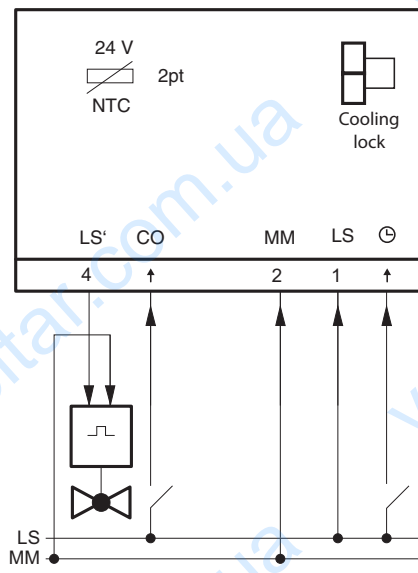 24 V
2pt
NTC
Cooling
lock
LS‘ CO MM LS
4 2 1
LS
MM